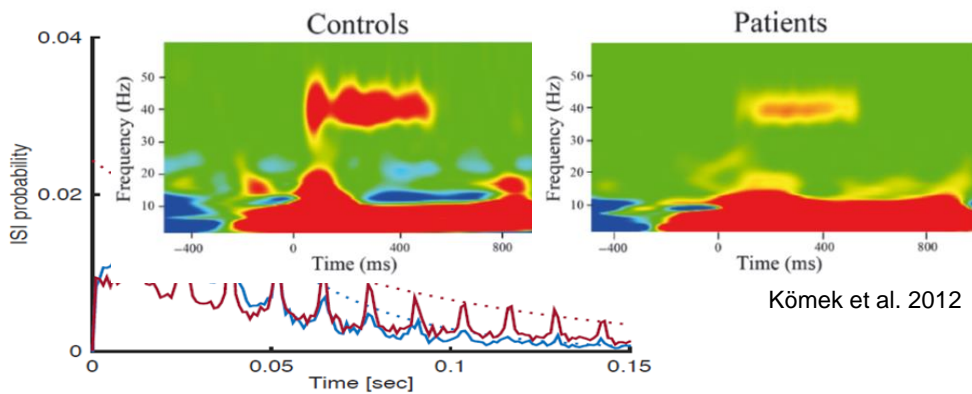 Controls
Patients
0.04
0.02
0
ISI probability
0
0.05
0.1
0.15
Time [sec]
50
40
30
20
10
Frequency (Hz)
−400
0
400
800
Time (ms)
50
40
30
20
10
Frequency (Hz)
−400
0
400
800
Time (ms)
Kömek et al. 2012